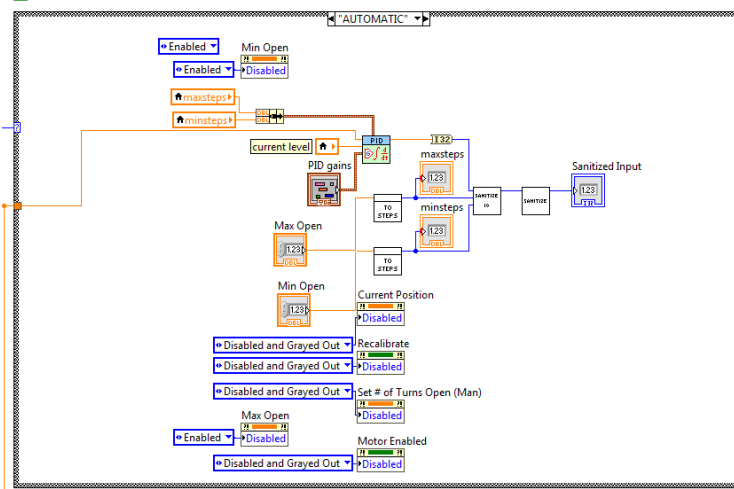 "AUTOMATIC"
Enabled
Min Open
Enabled
Disabled
maxsteps
DBL
minsteps
DBL
PID
current level
I32
maxsteps
PID gains
1.23
DBL
Sanitized Input
TO
STEPS
SANITIZE
IO
SANITIZE
1.23
minsteps
Max Open
1.23
1.23
DBL
DBL
TO
STEPS
Min Open
1.23
DBL
Current Position
Disabled
Disabled and Grayed Out
Recalibrate
Disabled and Grayed Out
Disabled
Disabled and Grayed Out
Set # of Turns Open (Man)
Disabled
Max Open
Enabled
Disabled
Motor Enabled
Disabled and Grayed Out
Disabled